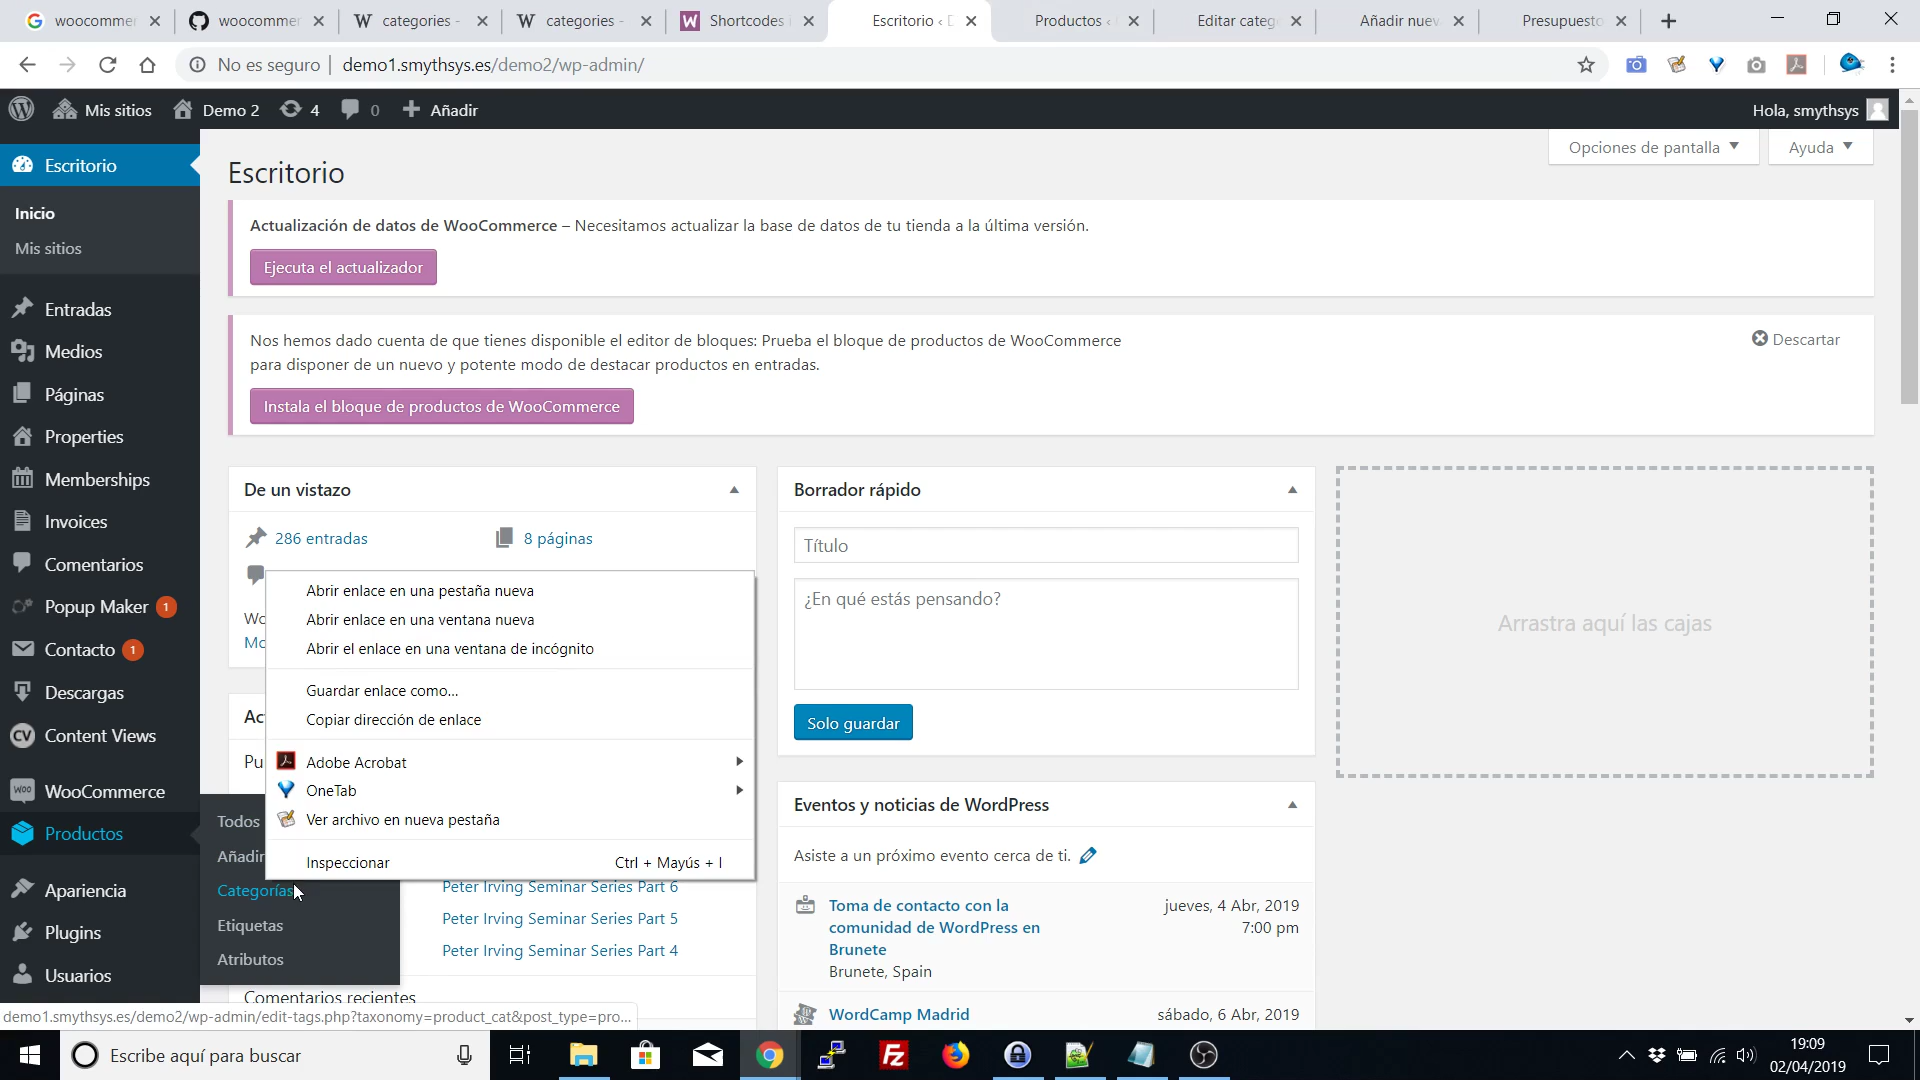 woocommer
woocommer
categories -
categories -
Shortcodes i
Escritorio ‹ D
Productos ‹
Editar categ
Añadir nuev
Presupuesto
No es seguro
demo1.smythsys.es/demo2/wp-admin/
Mis sitios
Demo 2
4
0
Añadir
Hola, smythsys
Opciones de pantalla
Ayuda
Escritorio
Inicio
Mis sitios
Entradas
Medios
Páginas
Properties
Memberships
Invoices
Comentarios
Popup Maker 1
Contacto 1
Descargas
Content Views
WooCommerce
Productos
Apariencia
Plugins
Usuarios
Escritorio
Actualización de datos de WooCommerce – Necesitamos actualizar la base de datos de tu tienda a la última versión.
Ejecuta el actualizador
Nos hemos dado cuenta de que tienes disponible el editor de bloques: Prueba el bloque de productos de WooCommerce
para disponer de un nuevo y potente modo de destacar productos en entradas.
Descartar
Instala el bloque de productos de WooCommerce
De un vistazo
286 entradas
8 páginas
Wo
Mo
Ac
Pu
Abrir enlace en una pestaña nueva
Abrir enlace en una ventana nueva
Abrir el enlace en una ventana de incógnito
Guardar enlace como...
Copiar dirección de enlace
Adobe Acrobat
OneTab
Ver archivo en nueva pestaña
Inspeccionar Ctrl + Mayús + I
Todos
Añadir
Categorías
Etiquetas
Atributos
Peter Irving Seminar Series Part 6
Peter Irving Seminar Series Part 5
Peter Irving Seminar Series Part 4
Comentarios recientes
Borrador rápido
Título
¿En qué estás pensando?
Solo guardar
Eventos y noticias de WordPress
Asiste a un próximo evento cerca de ti.
Toma de contacto con la
comunidad de WordPress en
Brunete
Brunete, Spain
jueves, 4 Abr, 2019
7:00 pm
WordCamp Madrid
sábado, 6 Abr, 2019
Arrastra aquí las cajas
demo1.smythsys.es/demo2/wp-admin/edit-tags.php?taxonomy=product_cat&post_type=pro...
Escribe aquí para buscar
19:09
02/04/2019